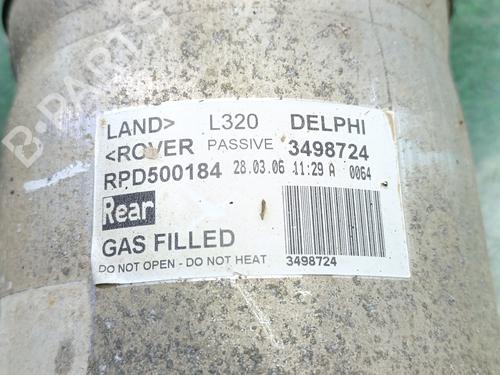 B-PARTS
LAND> L320 DELPHI
<ROVER PASSIVE 3498724
RPD500184 28.03.06 11:29 A 0064
Rear
GAS FILLED
DO NOT OPEN - DO NOT HEAT 3498724